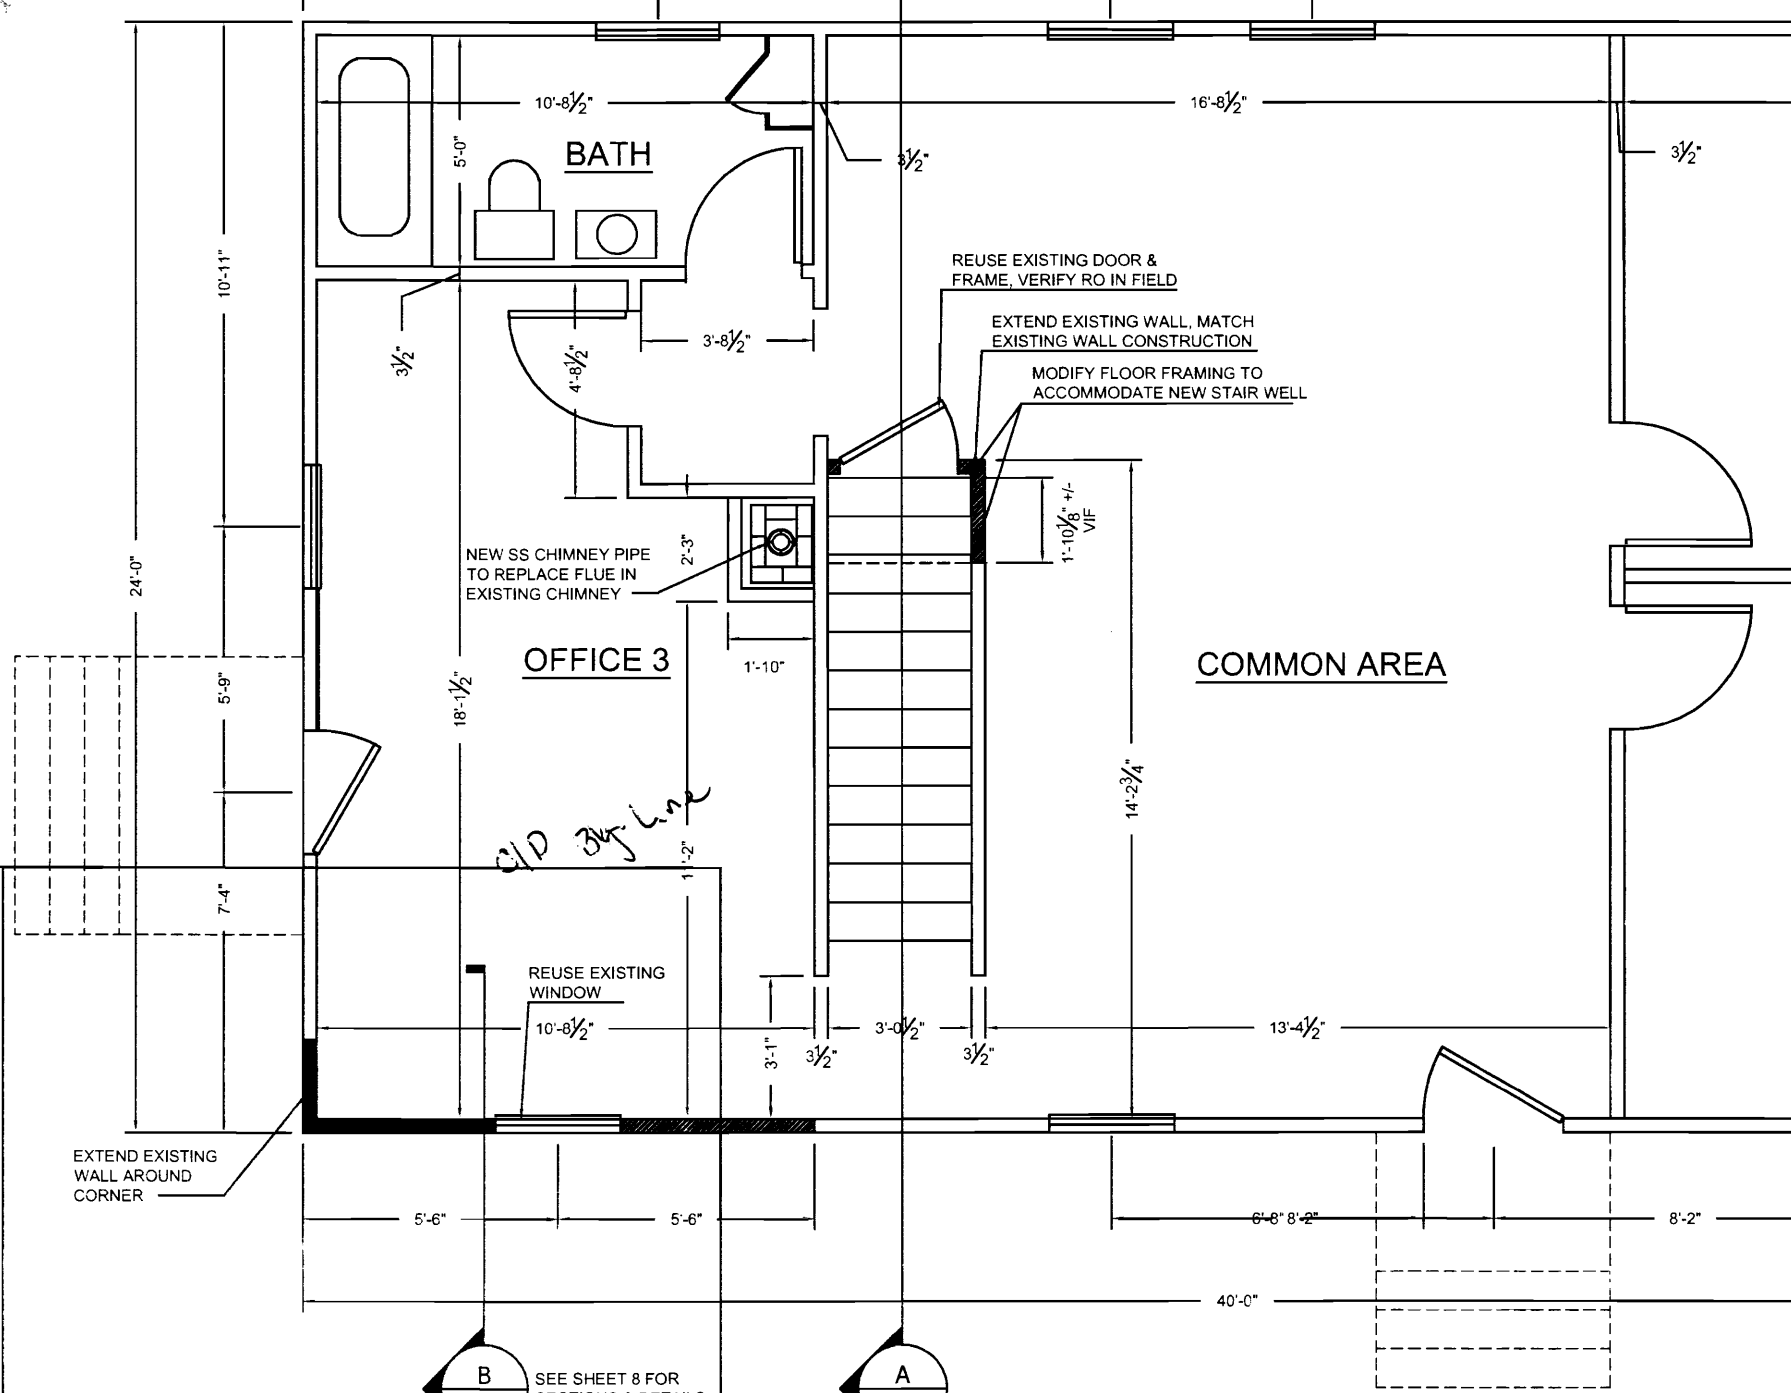 10'-8½"
16'-8½"
5'-0"
BATH
3½"
3½"
10'-11"
REUSE EXISTING DOOR &
FRAME, VERIFY RO IN FIELD
EXTEND EXISTING WALL, MATCH
EXISTING WALL CONSTRUCTION
3'-8½"
3½"
4'-8½"
MODIFY FLOOR FRAMING TO
ACCOMMODATE NEW STAIR WELL
1'-10⅛" +/-
VIF
24'-0"
2'-3"
NEW SS CHIMNEY PIPE
TO REPLACE FLUE IN
EXISTING CHIMNEY
OFFICE 3
1'-10"
COMMON AREA
5'-9"
18'-1½"
14'-2¾"
Old Bg. Line
7'-4"
REUSE EXISTING
WINDOW
10'-8½"
3'-0½"
13'-4½"
3'-1"
3½"
3½"
EXTEND EXISTING
WALL AROUND
CORNER
5'-6"
5'-6"
6'-8" 8'-2"
8'-2"
40'-0"
B
SEE SHEET 8 FOR
A